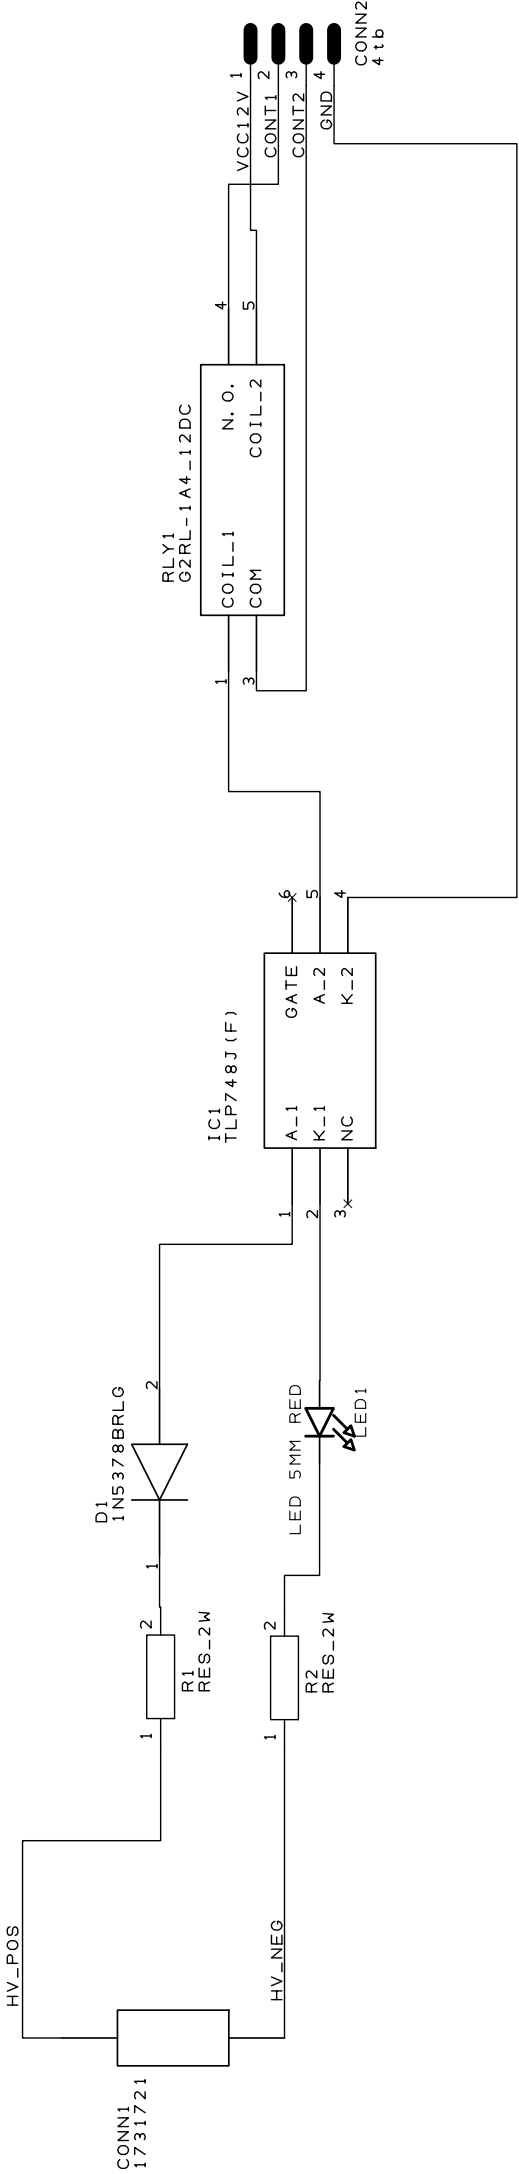 CONN2
4tb
1
2
3
4
VCC12V
CONT1
CONT2
GND
4
5
N.O.
COIL_2
RLY1
G2RL-1A4_12DC
COIL_1
COM
1
3
6
5
4
GATE
A_2
K_2
IC1
TLP748J(F)
A_1
K_1
NC
1
2
3
2
D1
1N5378BRLG
1
LED 5MM RED
LED1
2
R1
RES_2W
1
2
R2
RES_2W
1
HV_POS
HV_NEG
CONN1
1731721